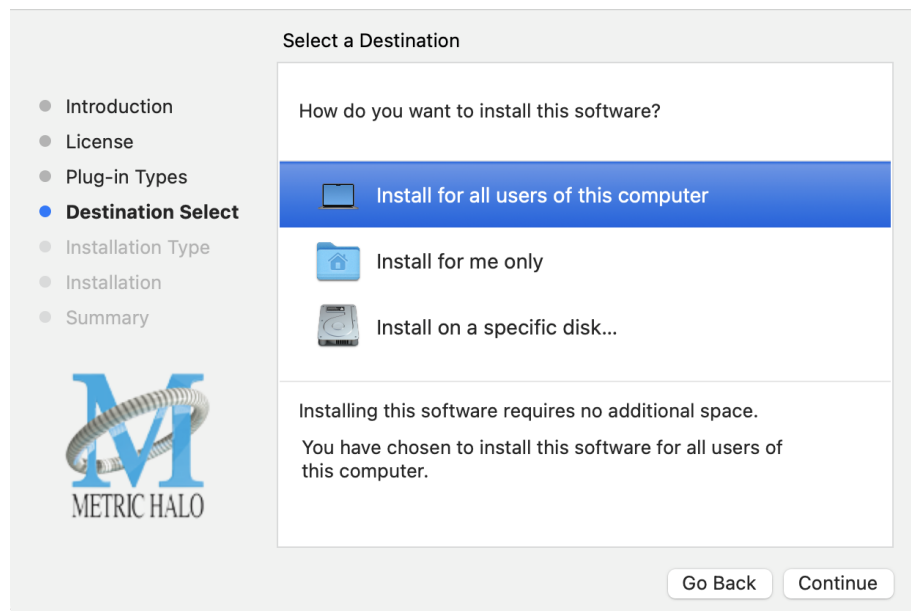 Select a Destination
Introduction
License
Plug-in Types
Destination Select
Installation Type
Installation
Summary
METRIC HALO
How do you want to install this software?
Install for all users of this computer
Install for me only
Install on a specific disk...
Installing this software requires no additional space.
You have chosen to install this software for all users of
this computer.
Go Back
Continue